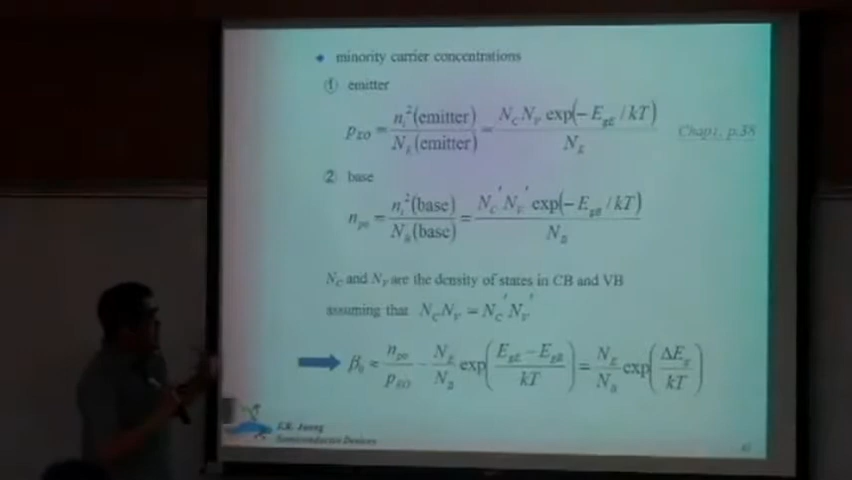 ◆ minority carrier concentrations
① emitter
p_EO = n_i²(emitter) / N_E(emitter) = N_C N_V exp(−E_gE / kT) / N_E
Chap1, p.38
② base
n_po = n_i²(base) / N_B(base) = N_C' N_V' exp(−E_gB / kT) / N_B
N_C and N_V are the density of states in CB and VB
assuming that N_C N_V = N_C' N_V'
β_0 ≈ n_po / p_EO − N_E / N_B exp((E_gE − E_gB) / kT) = N_E / N_B exp(ΔE_g / kT)
Semiconductor Devices